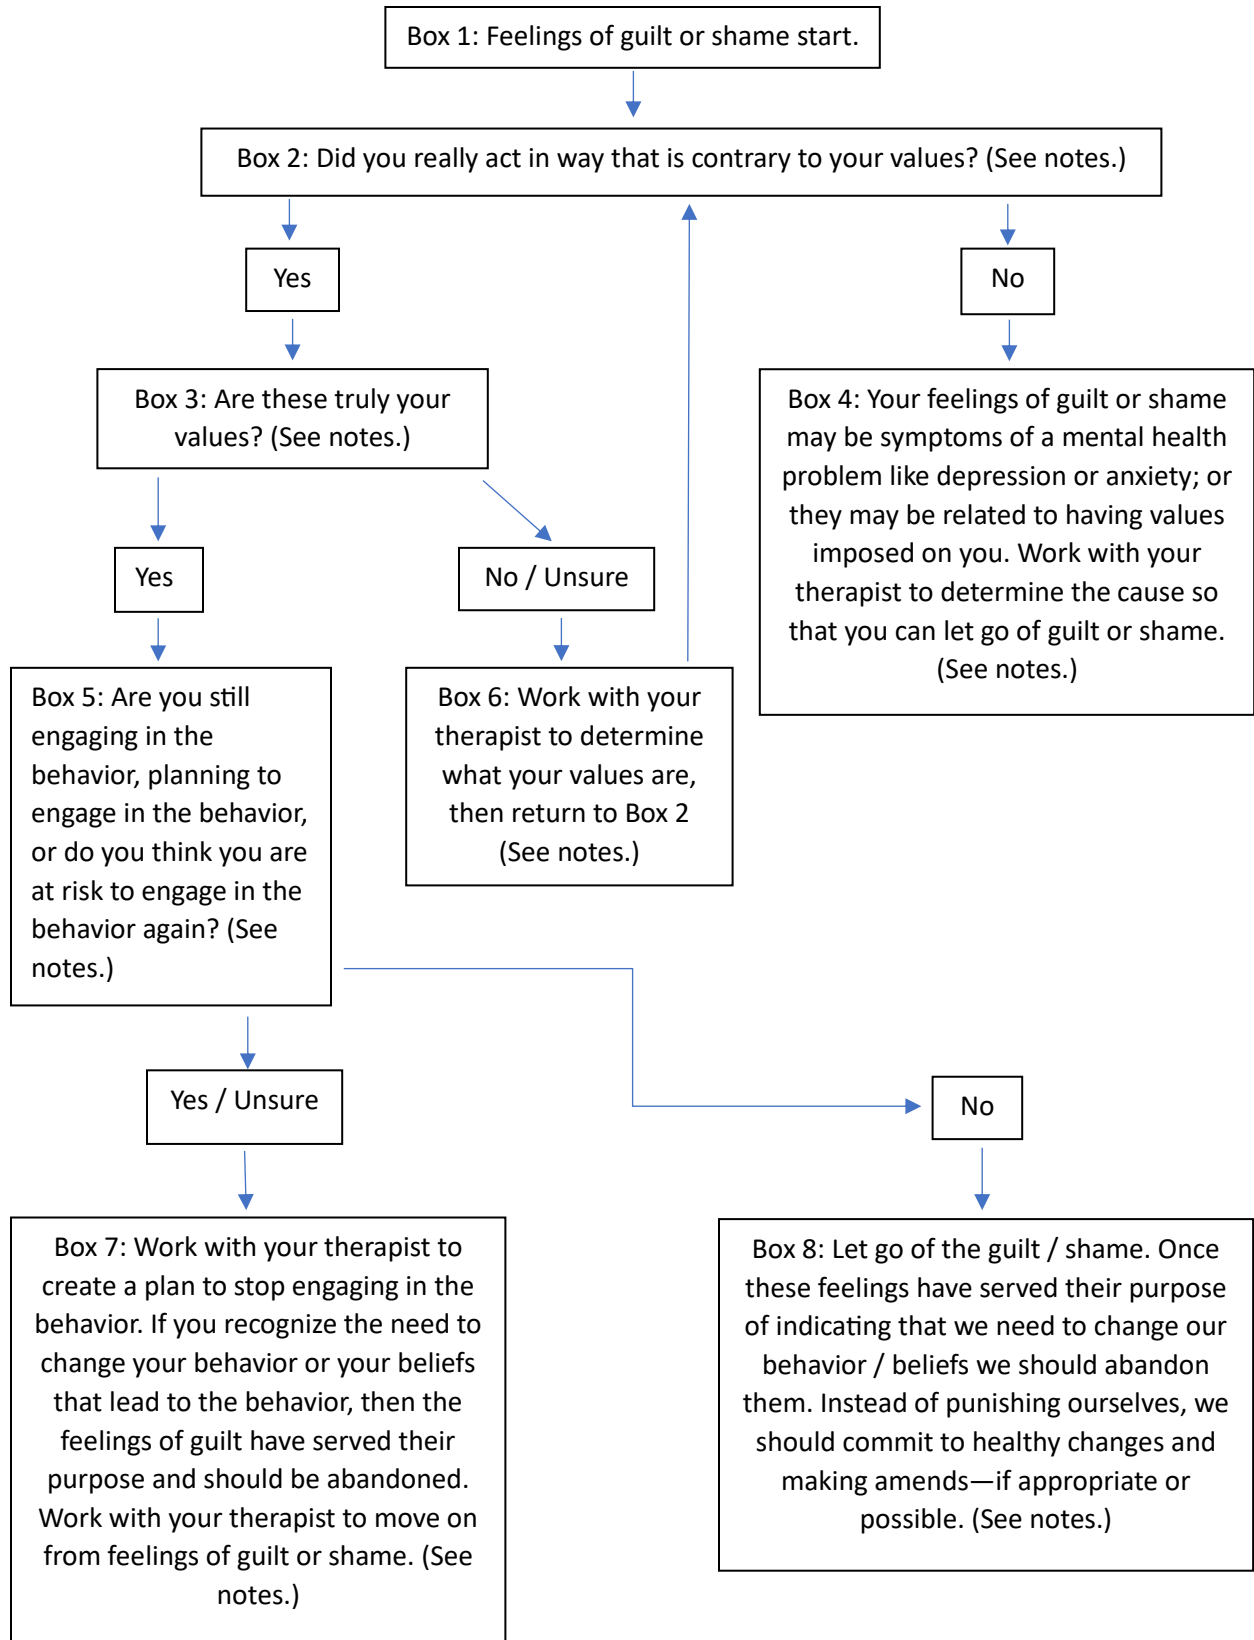 Box 1: Feelings of guilt or shame start.
Box 2: Did you really act in way that is contrary to your values? (See notes.)
Yes
No
Box 3: Are these truly your
values? (See notes.)
Box 4: Your feelings of guilt or shame
may be symptoms of a mental health
problem like depression or anxiety; or
they may be related to having values
imposed on you. Work with your
therapist to determine the cause so
that you can let go of guilt or shame.
(See notes.)
Yes
No / Unsure
Box 5: Are you still
engaging in the
behavior, planning to
engage in the behavior,
or do you think you are
at risk to engage in the
behavior again? (See
notes.)
Box 6: Work with your
therapist to determine
what your values are,
then return to Box 2
(See notes.)
Yes / Unsure
No
Box 7: Work with your therapist to
create a plan to stop engaging in the
behavior. If you recognize the need to
change your behavior or your beliefs
that lead to the behavior, then the
feelings of guilt have served their
purpose and should be abandoned.
Work with your therapist to move on
from feelings of guilt or shame. (See
notes.)
Box 8: Let go of the guilt / shame. Once
these feelings have served their purpose
of indicating that we need to change our
behavior / beliefs we should abandon
them. Instead of punishing ourselves, we
should commit to healthy changes and
making amends—if appropriate or
possible. (See notes.)